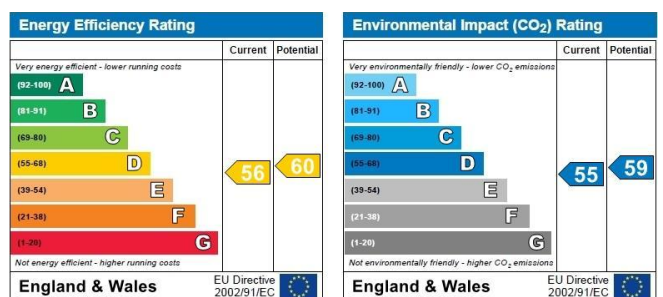 Energy Efficiency Rating
Current Potential
Very energy efficient - lower running costs
(92-100) A
(81-91) B
(69-80) C
(55-68) D
(39-54) E
(21-38) F
(1-20) G
56 60
Not energy efficient - higher running costs
England & Wales
EU Directive
2002/91/EC
Environmental Impact (CO₂) Rating
Current Potential
Very environmentally friendly - lower CO₂ emissions
(92-100) A
(81-91) B
(69-80) C
(55-68) D
(39-54) E
(21-38) F
(1-20) G
55 59
Not environmentally friendly - higher CO₂ emissions
England & Wales
EU Directive
2002/91/EC